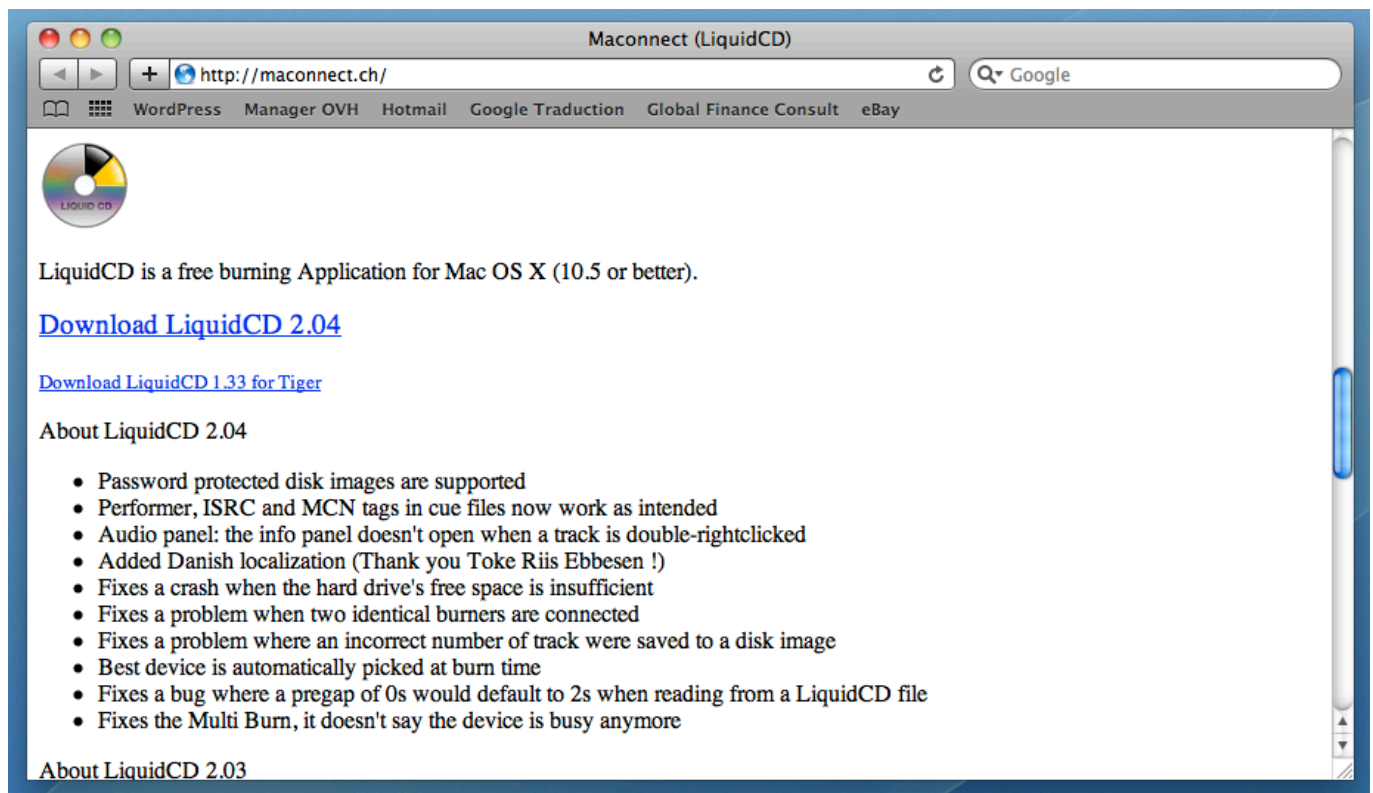 Maconnect (LiquidCD)
http://maconnect.ch/
Google
WordPress Manager OVH Hotmail Google Traduction Global Finance Consult eBay
LIQUID CD
LiquidCD is a free burning Application for Mac OS X (10.5 or better).
Download LiquidCD 2.04
Download LiquidCD 1.33 for Tiger
About LiquidCD 2.04
• Password protected disk images are supported
• Performer, ISRC and MCN tags in cue files now work as intended
• Audio panel: the info panel doesn't open when a track is double-rightclicked
• Added Danish localization (Thank you Toke Riis Ebbesen !)
• Fixes a crash when the hard drive's free space is insufficient
• Fixes a problem when two identical burners are connected
• Fixes a problem where an incorrect number of track were saved to a disk image
• Best device is automatically picked at burn time
• Fixes a bug where a pregap of 0s would default to 2s when reading from a LiquidCD file
• Fixes the Multi Burn, it doesn't say the device is busy anymore
About LiquidCD 2.03